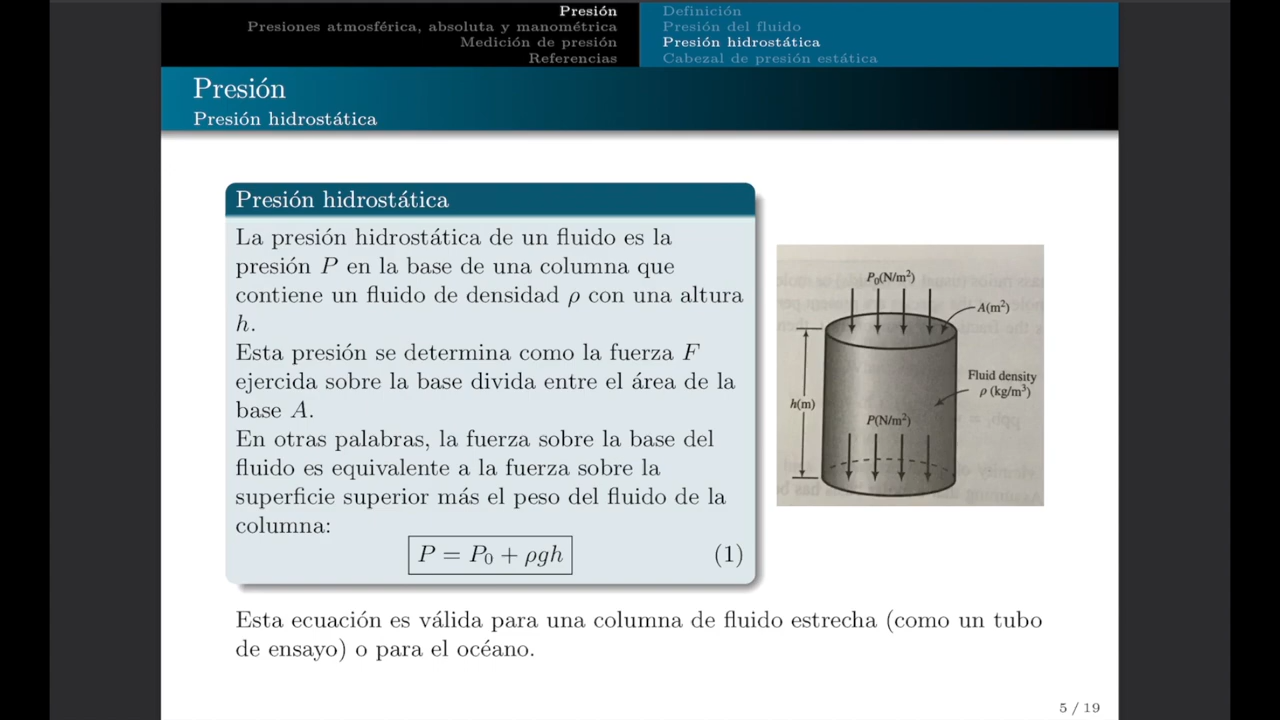 Presión
Presiones atmosférica, absoluta y manométrica
Medición de presión
Referencias
Definición
Presión del fluido
Presión hidrostática
Cabezal de presión estática
Presión
Presión hidrostática
Presión hidrostática
La presión hidrostática de un fluido es la
presión P en la base de una columna que
contiene un fluido de densidad ρ con una altura
h.
Esta presión se determina como la fuerza F
ejercida sobre la base divida entre el área de la
base A.
En otras palabras, la fuerza sobre la base del
fluido es equivalente a la fuerza sobre la
superficie superior más el peso del fluido de la
columna:
P = P₀ + ρgh (1)
P₀(N/m²)
A(m²)
Fluid density
ρ (kg/m³)
h(m)
P(N/m²)
Esta ecuación es válida para una columna de fluido estrecha (como un tubo
de ensayo) o para el océano.
5 / 19